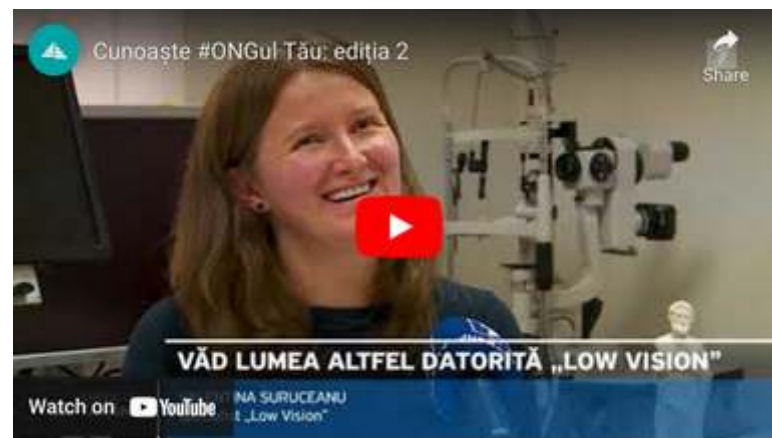 Cunoaște #ONGul Tău: ediția 2
Share
VĂD LUMEA ALTFEL DATORITĂ „LOW VISION”
NA SURUCEANU
Watch on YouTube
t „Low Vision”